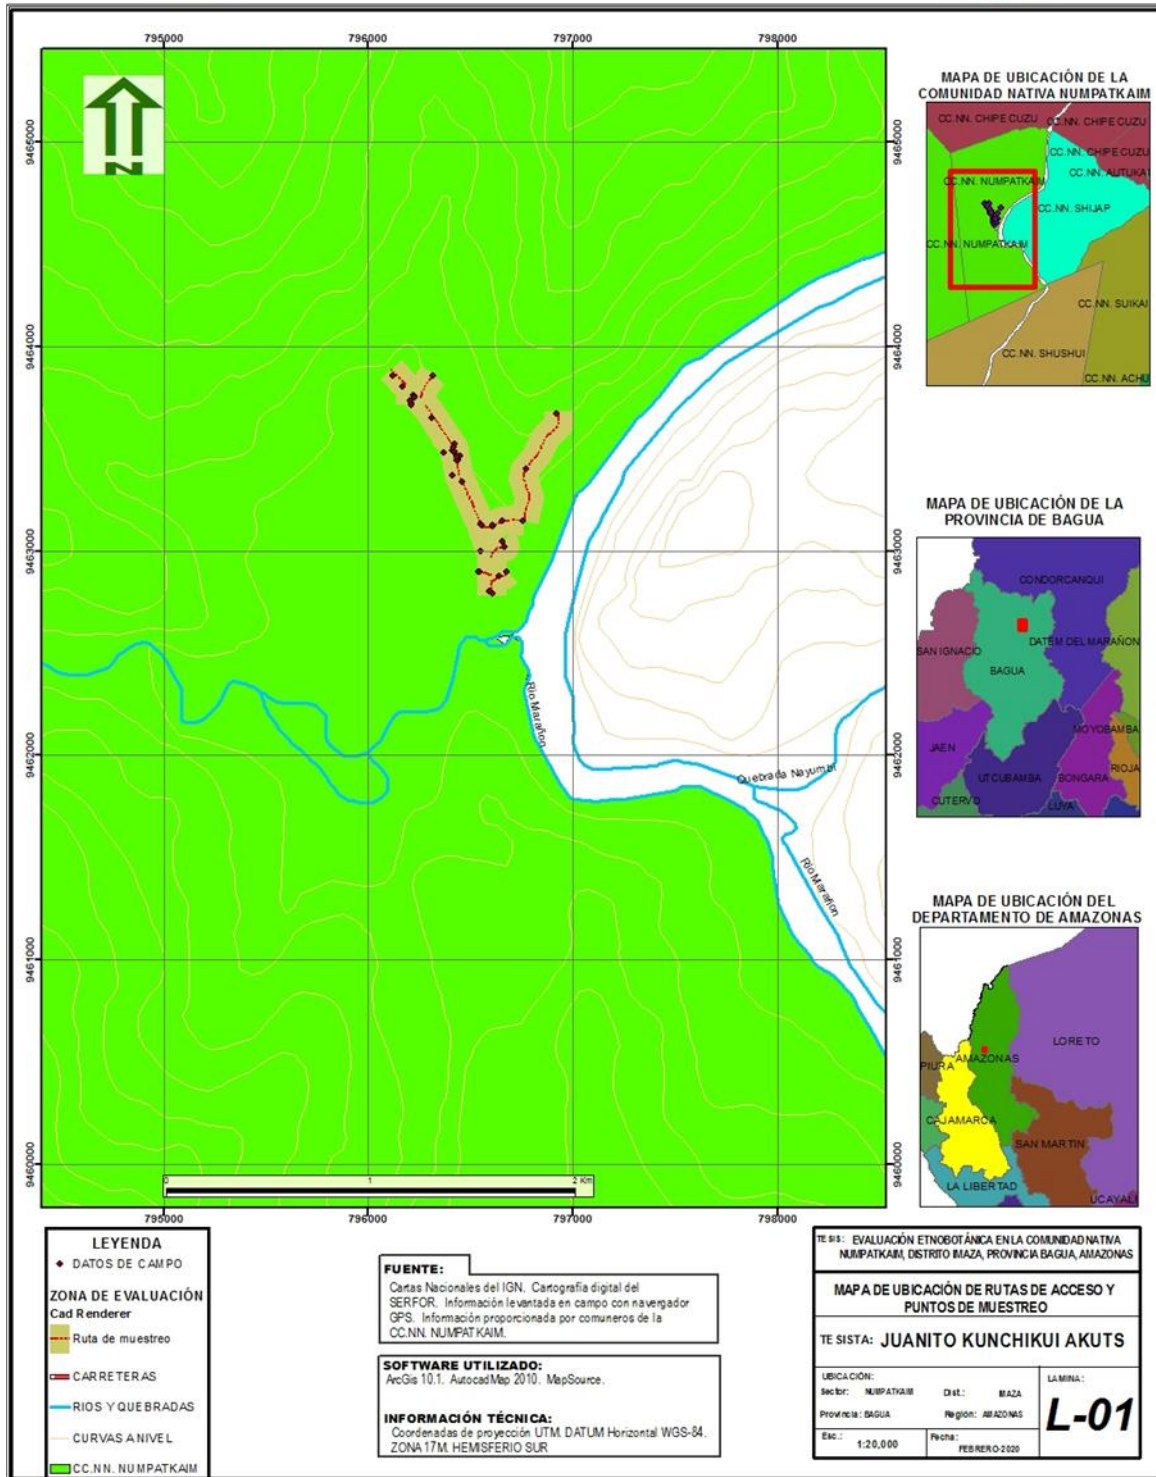 795000
796000
797000
798000
9465000
9464000
9463000
9462000
9461000
9460000
9465000
9464000
9463000
9462000
9461000
9460000
N
Río Marañon
Quebrada Nayumbi
Río Marañon
0 1 2 Km
795000
796000
797000
798000
MAPA DE UBICACIÓN DE LA
COMUNIDAD NATIVA NUMPATKAIM
CC.NN. CHIPE CUZU
CC.NN. CHIPE CUZU
CC.NN. CHIPE CUZU
CC.NN. AUTUKAI
CC.NN. NUMPATKAIM
CC.NN. SHIJAP
CC.NN. NUMPATKAIM
CC.NN. SUIKAI
CC.NN. SHUSHUI
CC.NN. ACHU
MAPA DE UBICACIÓN DE LA
PROVINCIA DE BAGUA
CONDORCANQUI
DATEM DEL MARAÑON
SAN IGNACIO
BAGUA
MOYOBAMBA
JAEN
RIOJA
UTCUBAMBA
BONGARA
CUTERVO
LUYA
MAPA DE UBICACIÓN DEL
DEPARTAMENTO DE AMAZONAS
LORETO
AMAZONAS
PIURA
CAJAMARCA
SAN MARTIN
LA LIBERTAD
UCAYALI
LEYENDA
DATOS DE CAMPO
ZONA DE EVALUACIÓN
Cad Renderer
Ruta de muestreo
CARRETERAS
RIOS Y QUEBRADAS
CURVAS A NIVEL
CC.NN. NUMPATKAIM
FUENTE:
Cartas Nacionales del IGN. Cartografía digital del
SERFOR. Información levantada en campo con navergador
GPS. Información proporcionada por comuneros de la
CC.NN. NUMPATKAIM.
SOFTWARE UTILIZADO:
ArcGis 10.1. AutocadMap 2010. MapSource.
INFORMACIÓN TÉCNICA:
Coordenadas de proyección UTM. DATUM Horizontal WGS-84.
ZONA 17M. HEMISFERIO SUR
TESIS: EVALUACIÓN ETNOBOTÁNICA EN LA COMUNIDAD NATIVA
NUMPATKAIM, DISTRITO IMAZA, PROVINCIA BAGUA, AMAZONAS
MAPA DE UBICACIÓN DE RUTAS DE ACCESO Y
PUNTOS DE MUESTREO
TESISTA: JUANITO KUNCHIKUI AKUTS
UBICACIÓN:
Sector: NUMPATKAIM Dist.: IMAZA
Provincia: BAGUA Región: AMAZONAS
Esc.: 1:20,000
Fecha: FEBRERO-2020
LAMINA:
L-01